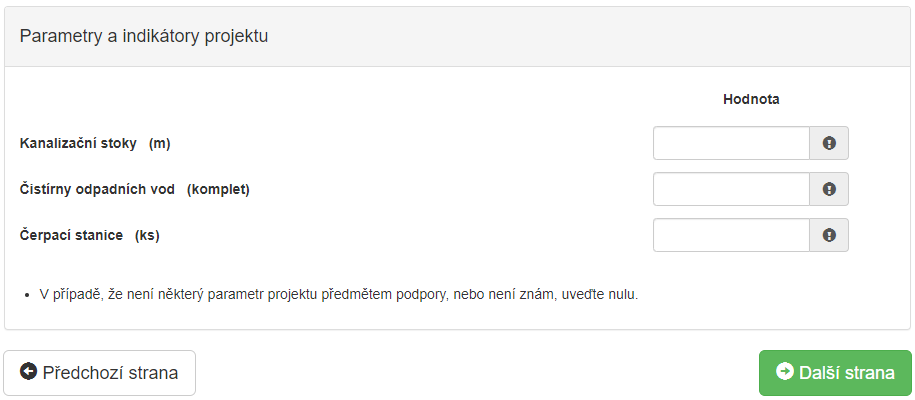 Parametry a indikátory projektu
Hodnota
Kanalizační stoky (m)
Čistírny odpadních vod (komplet)
Čerpací stanice (ks)
• V případě, že není některý parametr projektu předmětem podpory, nebo není znám, uveďte nulu.
Předchozí strana
Další strana